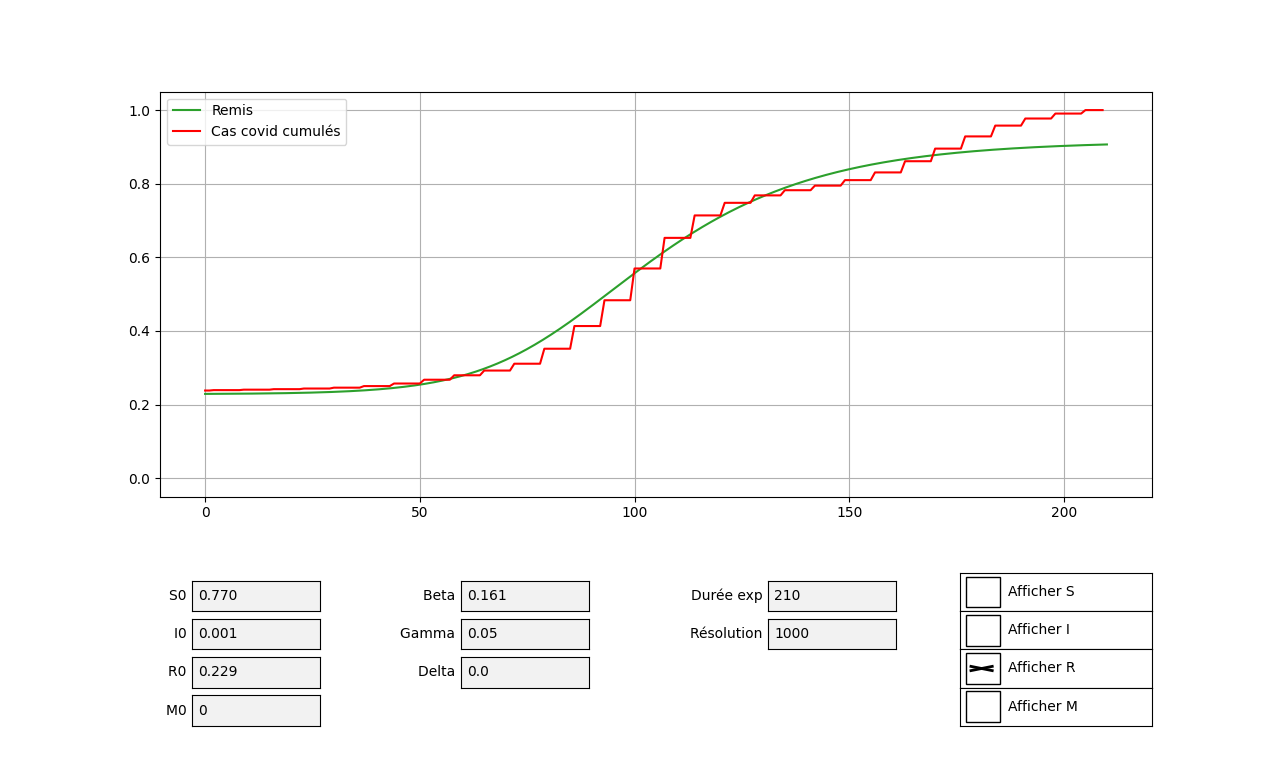 Remis
Cas covid cumulés
1.0
0.8
0.6
0.4
0.2
0.0
0 50 100 150 200
S0 0.770
I0 0.001
R0 0.229
M0 0
Beta 0.161
Gamma 0.05
Delta 0.0
Durée exp 210
Résolution 1000
Afficher S
Afficher I
Afficher R
Afficher M